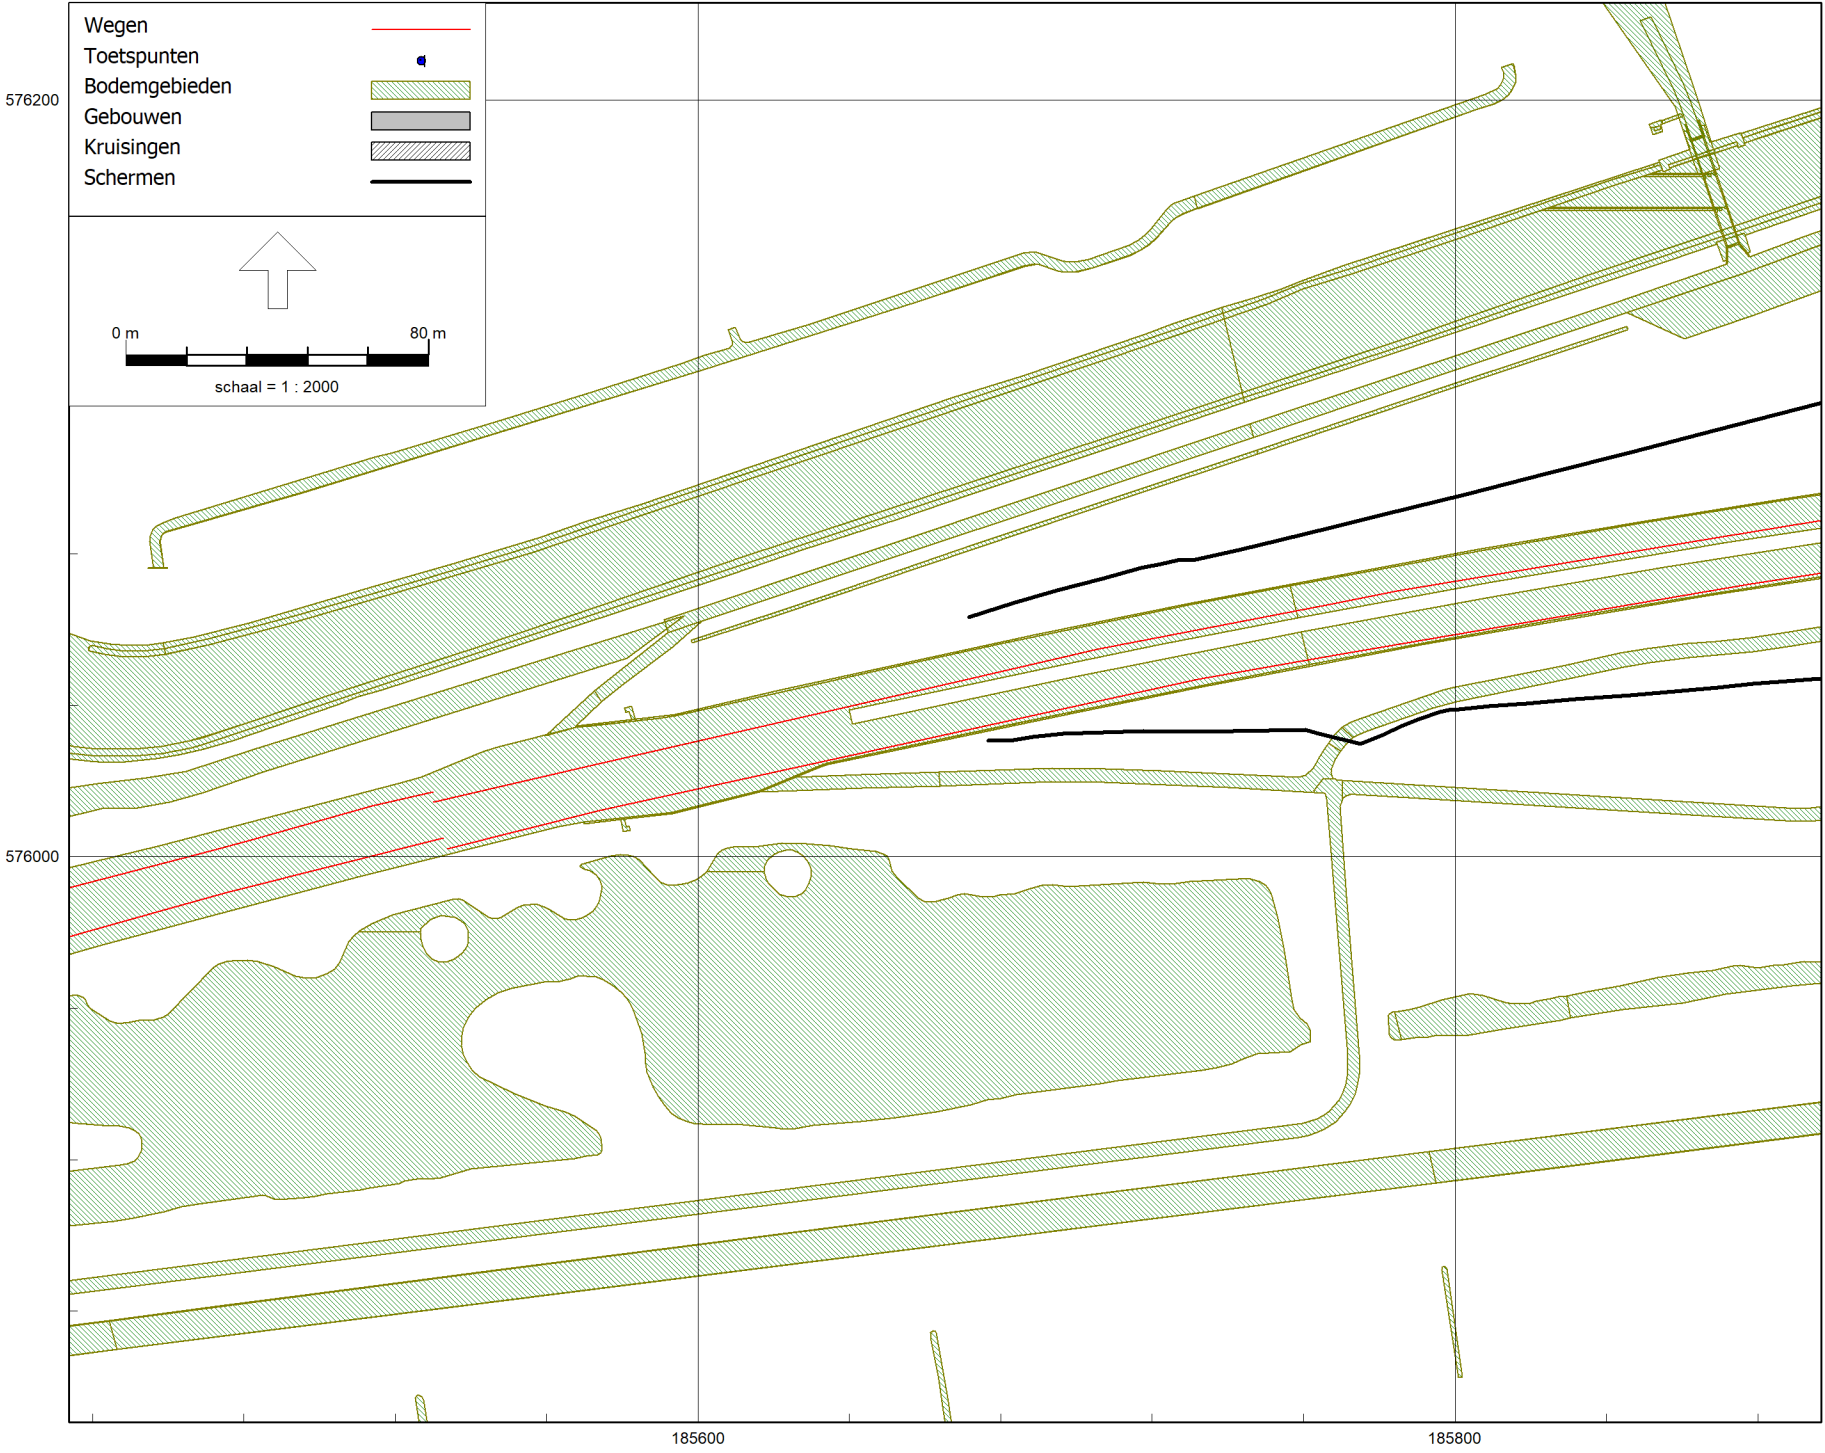 Wegen
Toetspunten
Bodemgebieden
Gebouwen
Kruisingen
Schermen
0 m 80 m
schaal = 1 : 2000
576200
576000
185600 185800